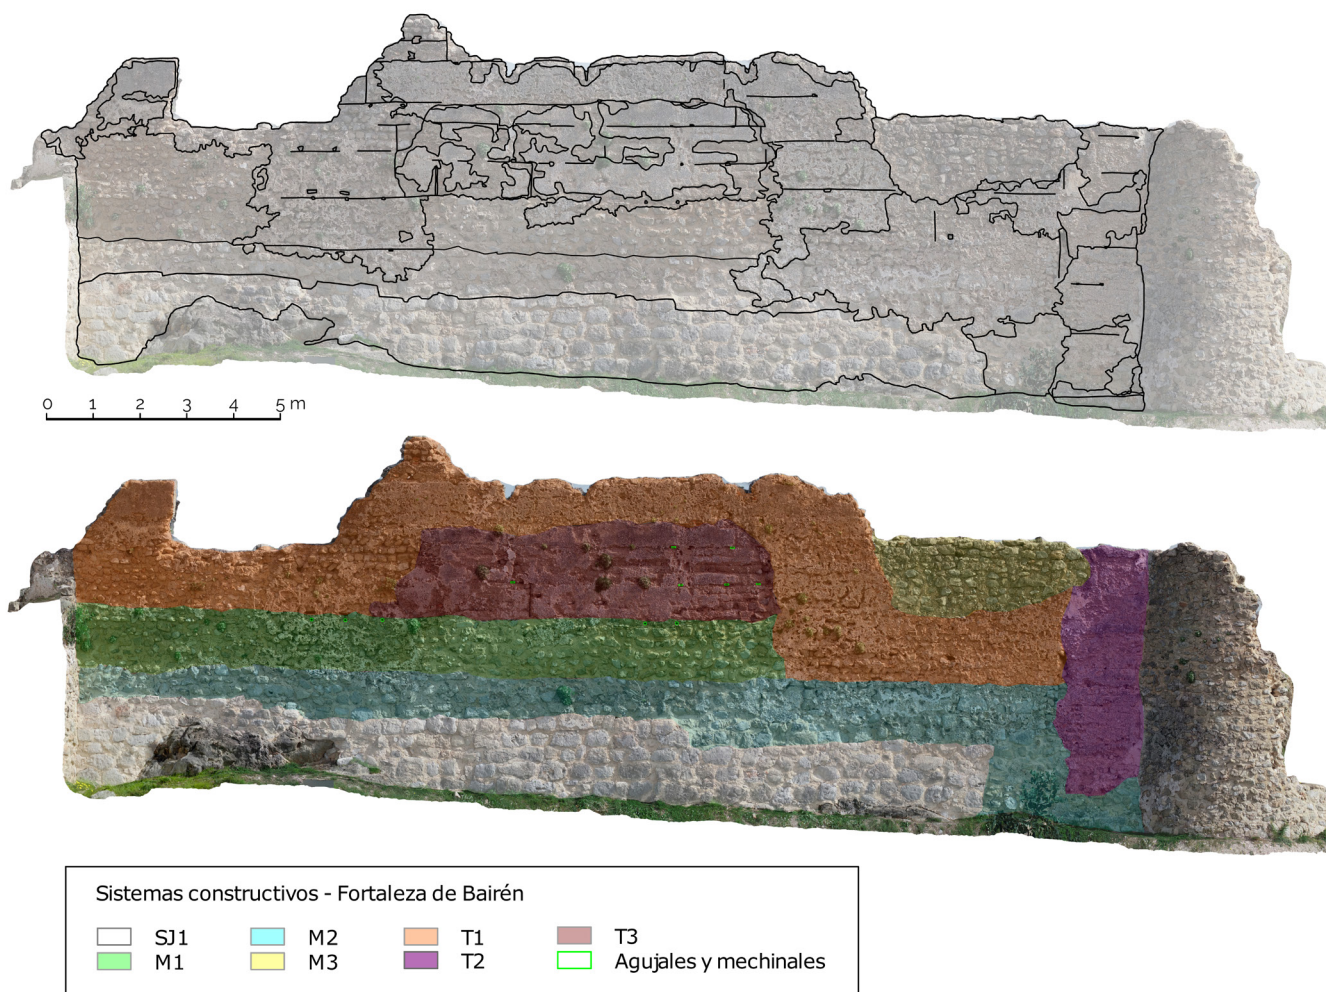 0 1 2 3 4 5 m
Sistemas constructivos - Fortaleza de Bairén
SJ1 M2 T1 T3
M1 M3 T2 Agujales y mechinales